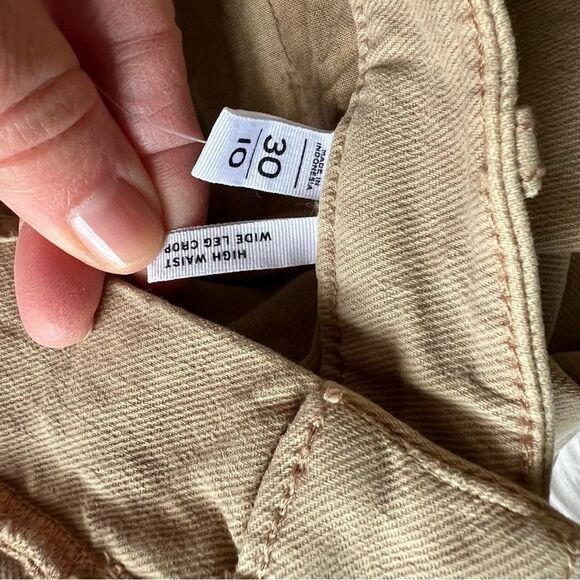 10
30
MADE IN
INDONESIA
HIGH WAIST
WIDE LEG CROP